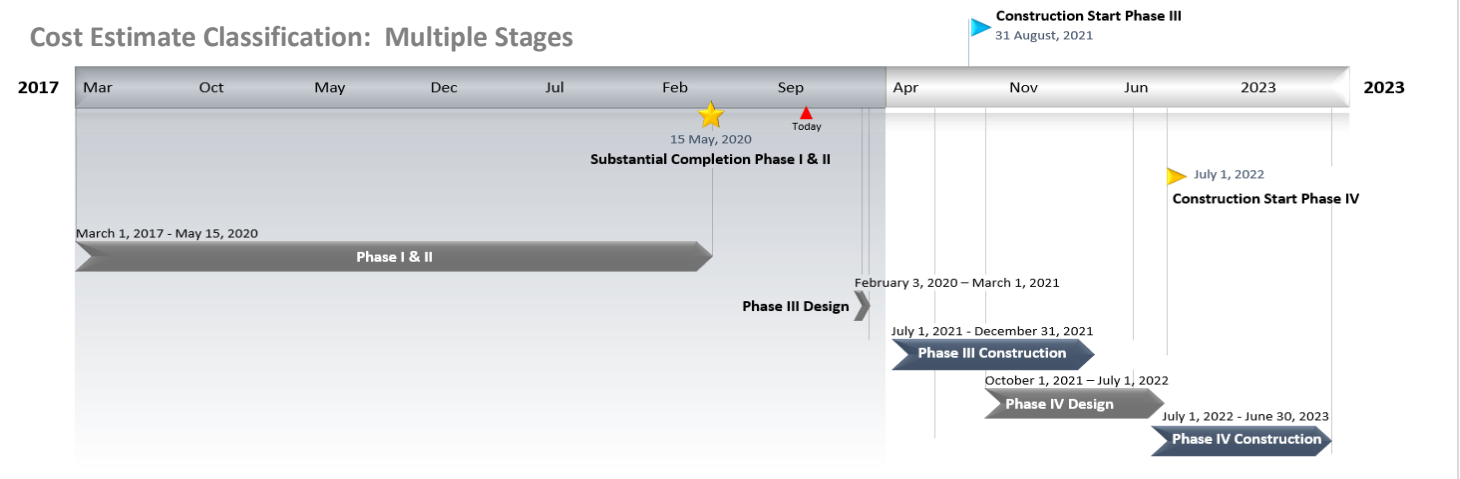 Construction Start Phase III
31 August, 2021
Cost Estimate Classification: Multiple Stages
2017 Mar Oct May Dec Jul Feb Sep Apr Nov Jun 2023 2023
Today
15 May, 2020
Substantial Completion Phase I & II
July 1, 2022
Construction Start Phase IV
March 1, 2017 - May 15, 2020
Phase I & II
February 3, 2020 – March 1, 2021
Phase III Design
July 1, 2021 - December 31, 2021
Phase III Construction
October 1, 2021 – July 1, 2022
Phase IV Design
July 1, 2022 - June 30, 2023
Phase IV Construction